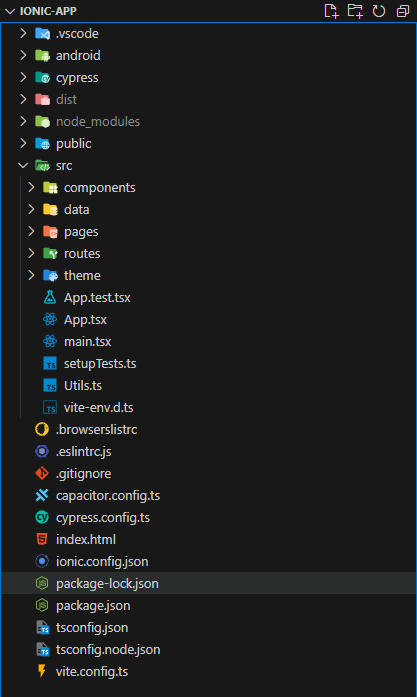 IONIC-APP
.vscode
android
cypress
dist
node_modules
public
src
components
data
pages
routes
theme
App.test.tsx
App.tsx
main.tsx
setupTests.ts
Utils.ts
vite-env.d.ts
.browserslistrc
.eslintrc.js
.gitignore
capacitor.config.ts
cypress.config.ts
index.html
ionic.config.json
package-lock.json
package.json
tsconfig.json
tsconfig.node.json
vite.config.ts